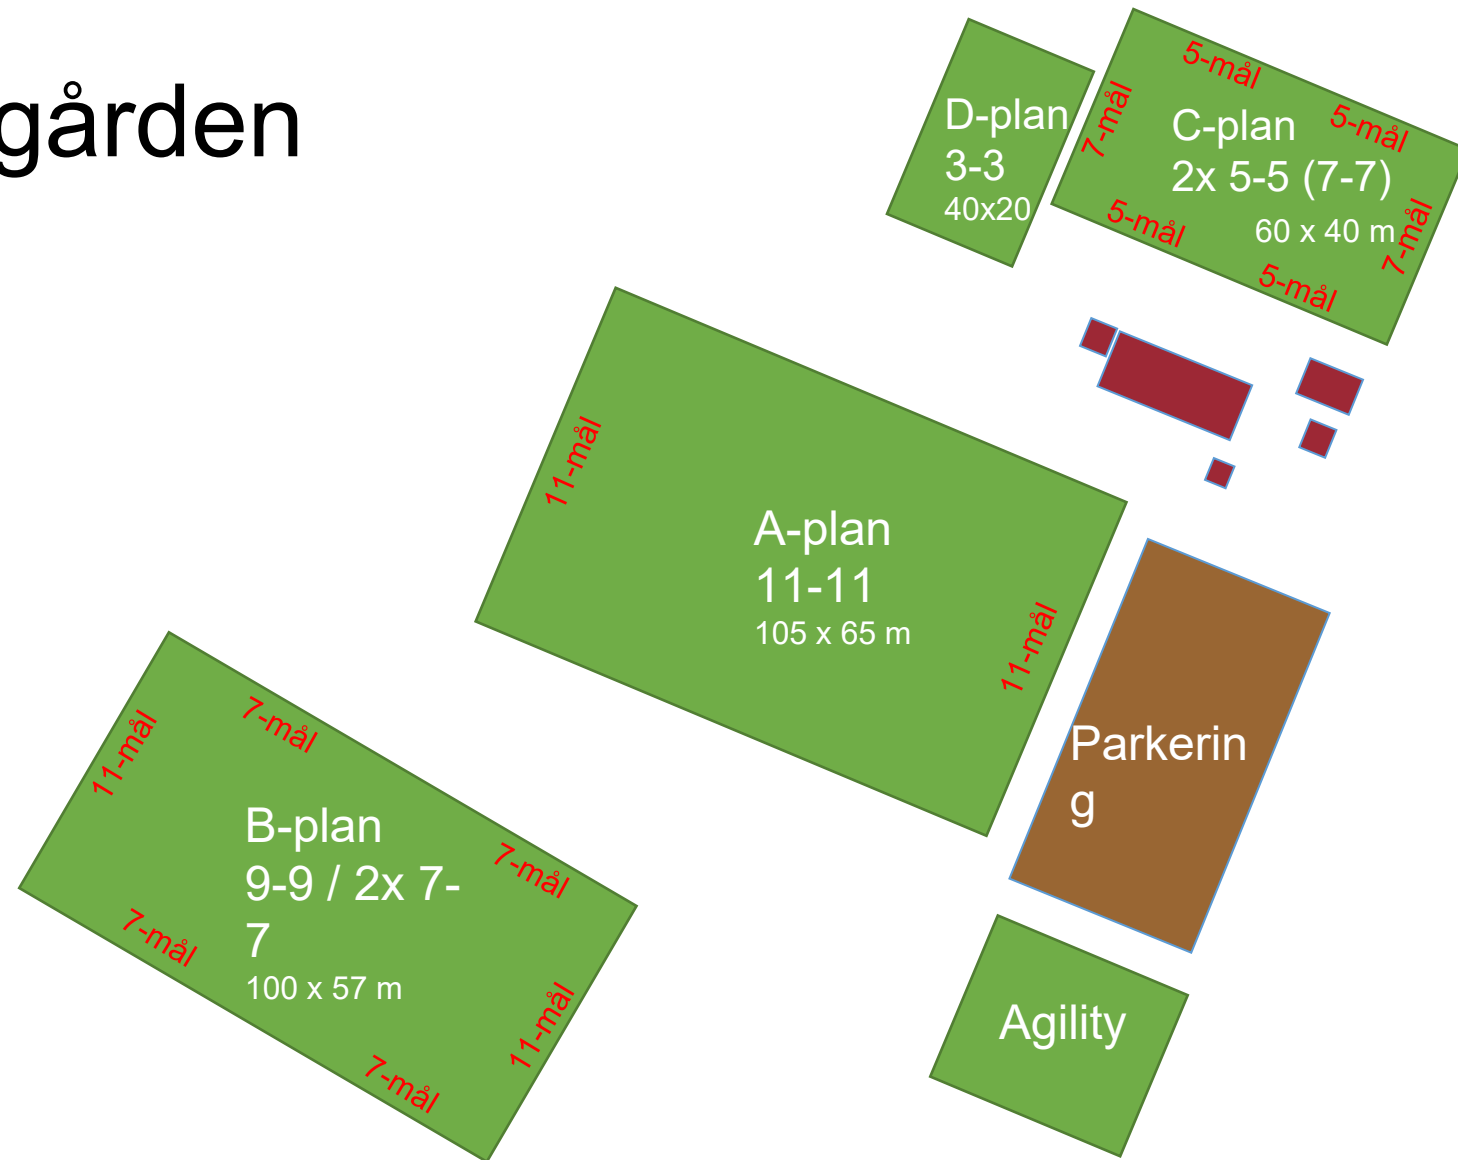 gården
D-plan
3-3
40x20
5-mål
5-mål
7-mål
C-plan
2x 5-5 (7-7)
60 x 40 m
7-mål
5-mål
5-mål
11-mål
A-plan
11-11
105 x 65 m
11-mål
Parkerin
g
7-mål
11-mål
B-plan
9-9 / 2x 7-
7
100 x 57 m
7-mål
7-mål
11-mål
7-mål
Agility